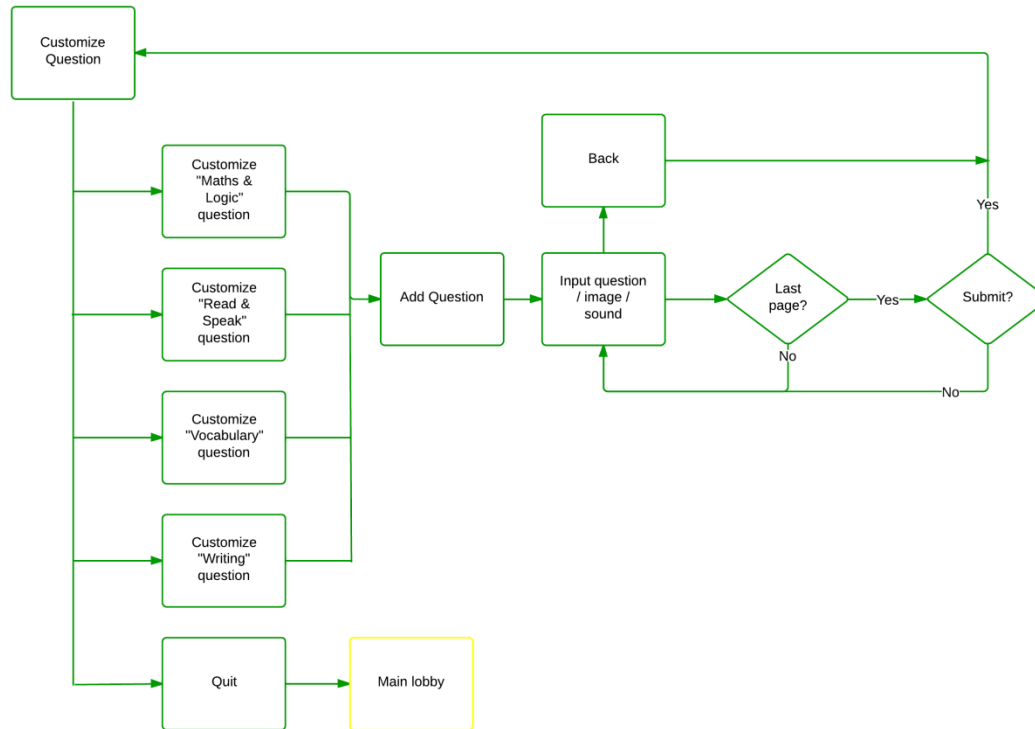 Customize
Question
Customize
"Maths &
Logic"
question
Customize
"Read &
Speak"
question
Customize
"Vocabulary"
question
Customize
"Writing"
question
Quit
Main lobby
Add Question
Back
Input question
/ image /
sound
Last
page?
Yes
No
Submit?
Yes
No